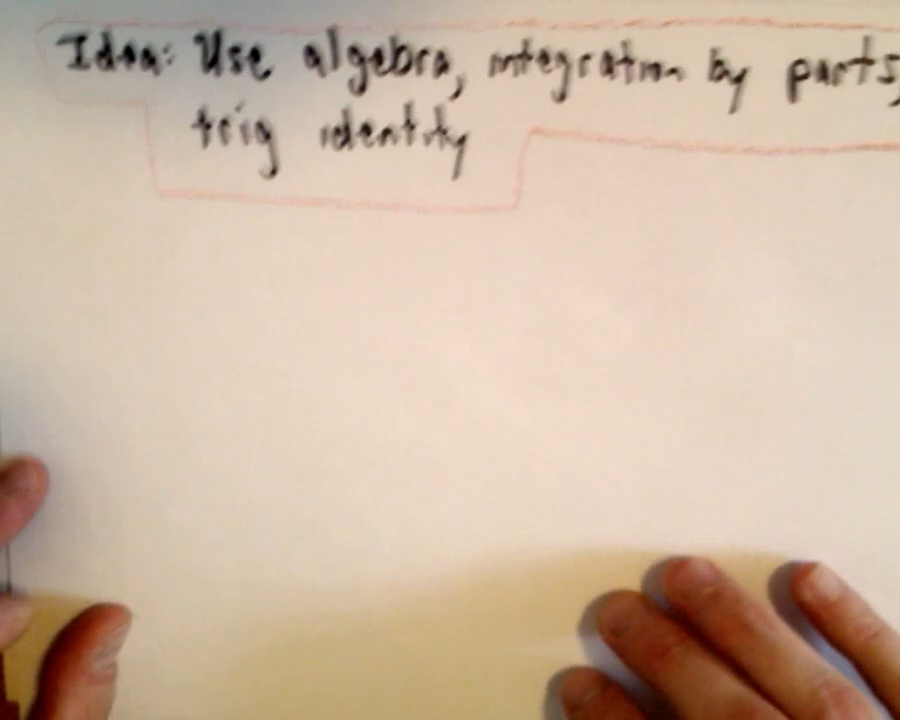 Idea: Use algebra, integration by parts,
trig identity